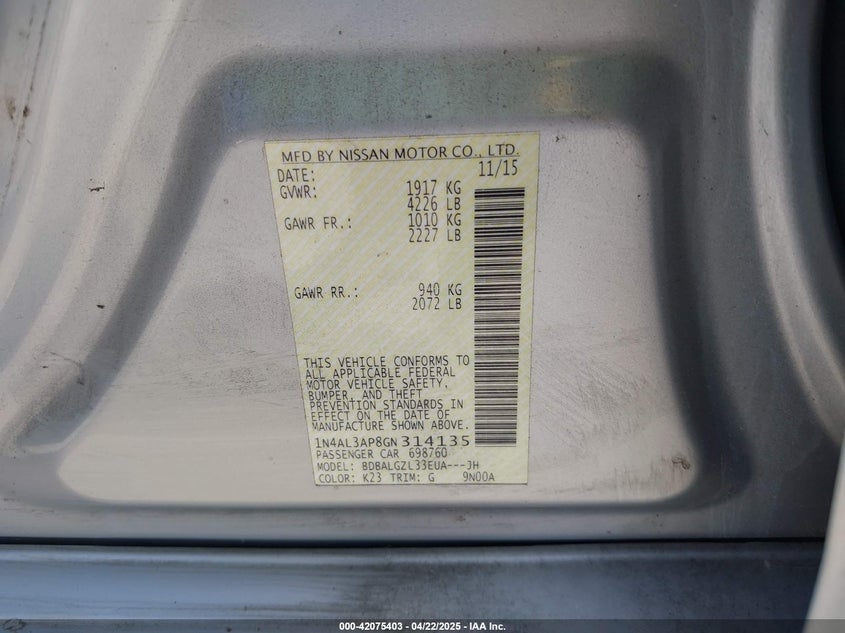 MFD BY NISSAN MOTOR CO., LTD.
DATE: 11/15
GVWR: 1917 KG
4226 LB
GAWR FR.: 1010 KG
2227 LB
GAWR RR.: 940 KG
2072 LB
THIS VEHICLE CONFORMS TO
ALL APPLICABLE FEDERAL
MOTOR VEHICLE SAFETY,
BUMPER, AND THEFT
PREVENTION STANDARDS IN
EFFECT ON THE DATE OF
MANUFACTURE SHOWN ABOVE.
1N4AL3AP8GN314135
PASSENGER CAR 698760
MODEL: BDBALGZL33EUA---JH
COLOR: K23 TRIM: G 9N00A
000-42075403 - 04/22/2025 - IAA Inc.